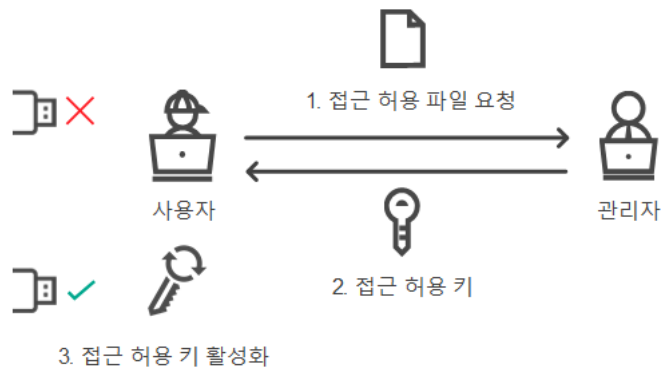 1. 접근 허용 파일 요청
사용자
관리자
2. 접근 허용 키
3. 접근 허용 키 활성화